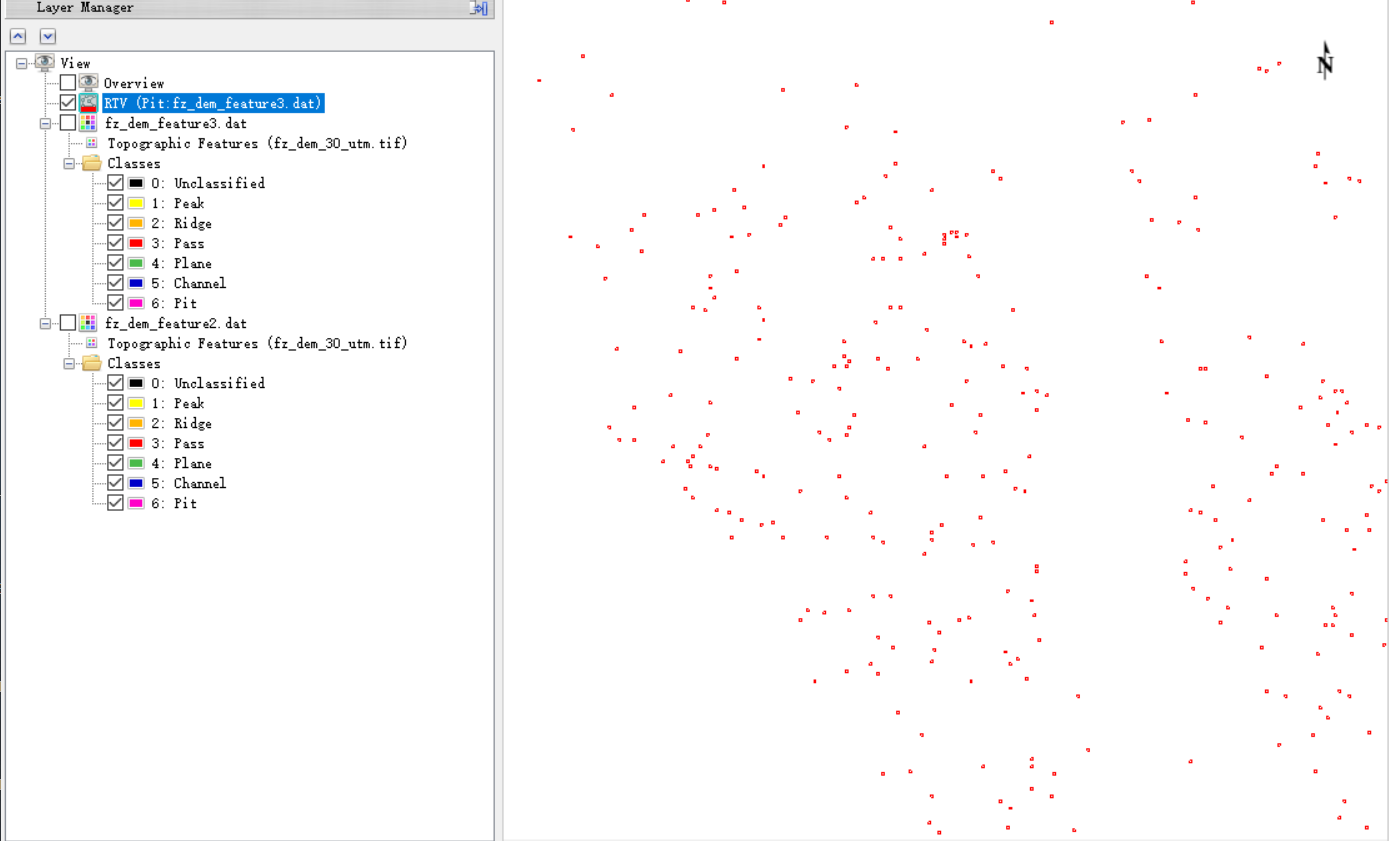 Layer Manager
View
Overview
RTV (Pit:fz_dem_feature3.dat)
fz_dem_feature3.dat
Topographic Features (fz_dem_30_utm.tif)
Classes
0: Unclassified
1: Peak
2: Ridge
3: Pass
4: Plane
5: Channel
6: Pit
fz_dem_feature2.dat
Topographic Features (fz_dem_30_utm.tif)
Classes
0: Unclassified
1: Peak
2: Ridge
3: Pass
4: Plane
5: Channel
6: Pit
N